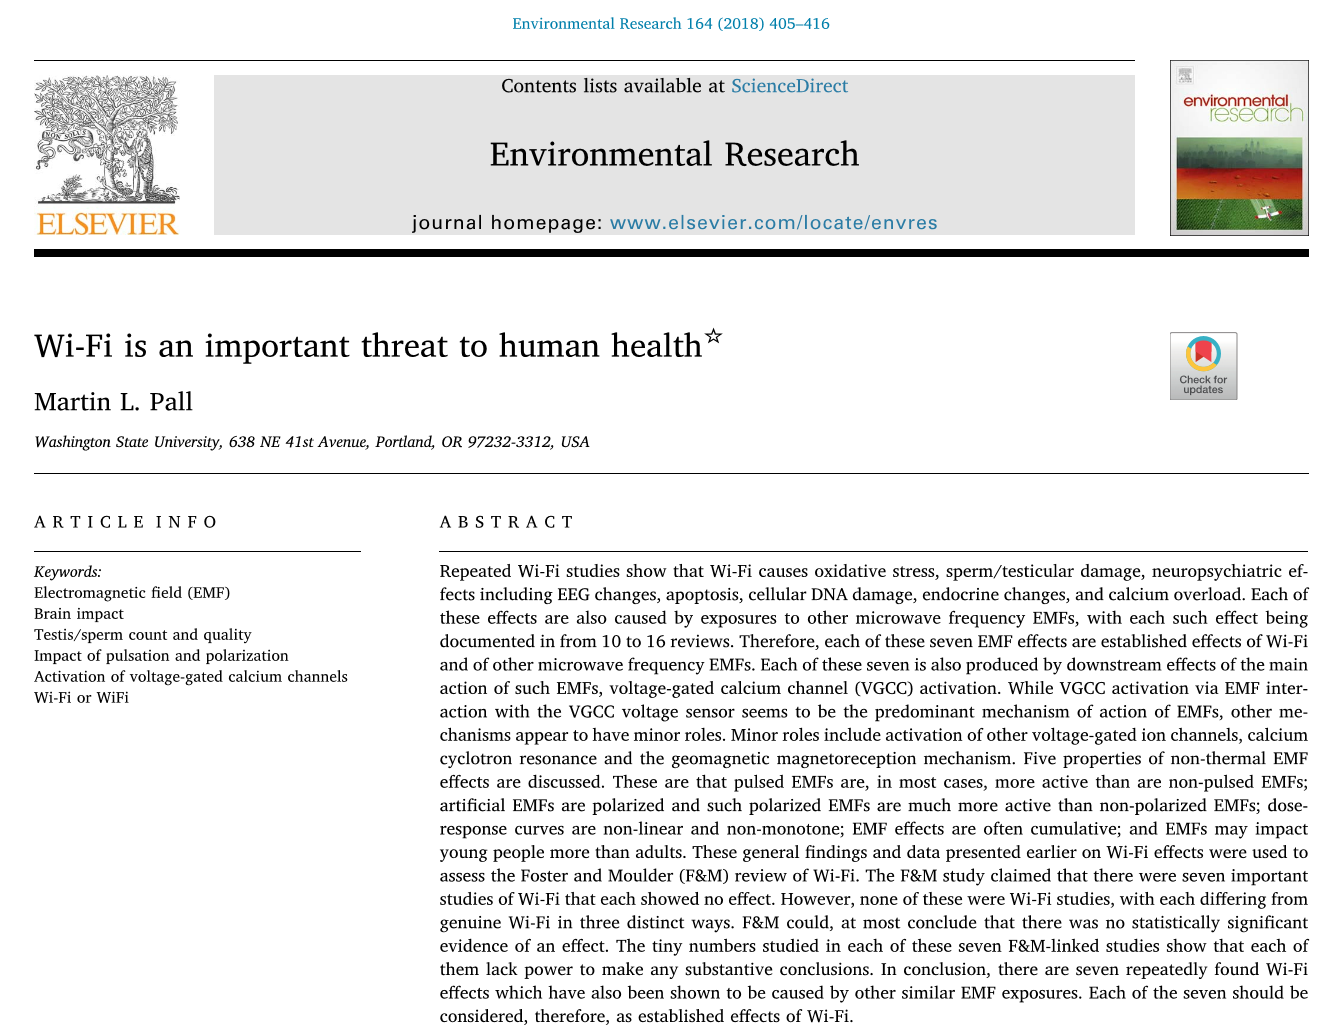 Environmental Research 164 (2018) 405–416
Contents lists available at ScienceDirect
Environmental Research
journal homepage: www.elsevier.com/locate/envres
ELSEVIER
environmental
research
Wi-Fi is an important threat to human health☆
Check for
updates
Martin L. Pall
Washington State University, 638 NE 41st Avenue, Portland, OR 97232-3312, USA
ARTICLE INFO
Keywords:
Electromagnetic field (EMF)
Brain impact
Testis/sperm count and quality
Impact of pulsation and polarization
Activation of voltage-gated calcium channels
Wi-Fi or WiFi
ABSTRACT
Repeated Wi-Fi studies show that Wi-Fi causes oxidative stress, sperm/testicular damage, neuropsychiatric ef-
fects including EEG changes, apoptosis, cellular DNA damage, endocrine changes, and calcium overload. Each of
these effects are also caused by exposures to other microwave frequency EMFs, with each such effect being
documented in from 10 to 16 reviews. Therefore, each of these seven EMF effects are established effects of Wi-Fi
and of other microwave frequency EMFs. Each of these seven is also produced by downstream effects of the main
action of such EMFs, voltage-gated calcium channel (VGCC) activation. While VGCC activation via EMF inter-
action with the VGCC voltage sensor seems to be the predominant mechanism of action of EMFs, other me-
chanisms appear to have minor roles. Minor roles include activation of other voltage-gated ion channels, calcium
cyclotron resonance and the geomagnetic magnetoreception mechanism. Five properties of non-thermal EMF
effects are discussed. These are that pulsed EMFs are, in most cases, more active than are non-pulsed EMFs;
artificial EMFs are polarized and such polarized EMFs are much more active than non-polarized EMFs; dose-
response curves are non-linear and non-monotone; EMF effects are often cumulative; and EMFs may impact
young people more than adults. These general findings and data presented earlier on Wi-Fi effects were used to
assess the Foster and Moulder (F&M) review of Wi-Fi. The F&M study claimed that there were seven important
studies of Wi-Fi that each showed no effect. However, none of these were Wi-Fi studies, with each differing from
genuine Wi-Fi in three distinct ways. F&M could, at most conclude that there was no statistically significant
evidence of an effect. The tiny numbers studied in each of these seven F&M-linked studies show that each of
them lack power to make any substantive conclusions. In conclusion, there are seven repeatedly found Wi-Fi
effects which have also been shown to be caused by other similar EMF exposures. Each of the seven should be
considered, therefore, as established effects of Wi-Fi.